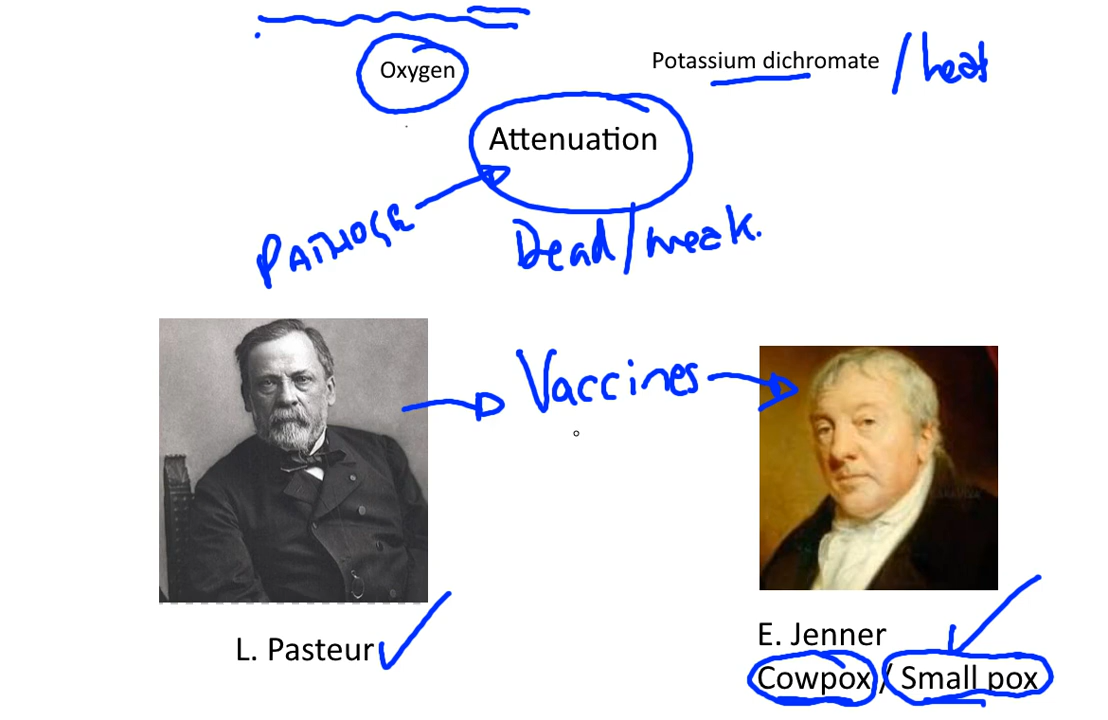 Oxygen
Potassium dichromate /heat
Attenuation
PATHOGE
Dead/weak.
Vaccines
L. Pasteur
E. Jenner
Cowpox / Small pox